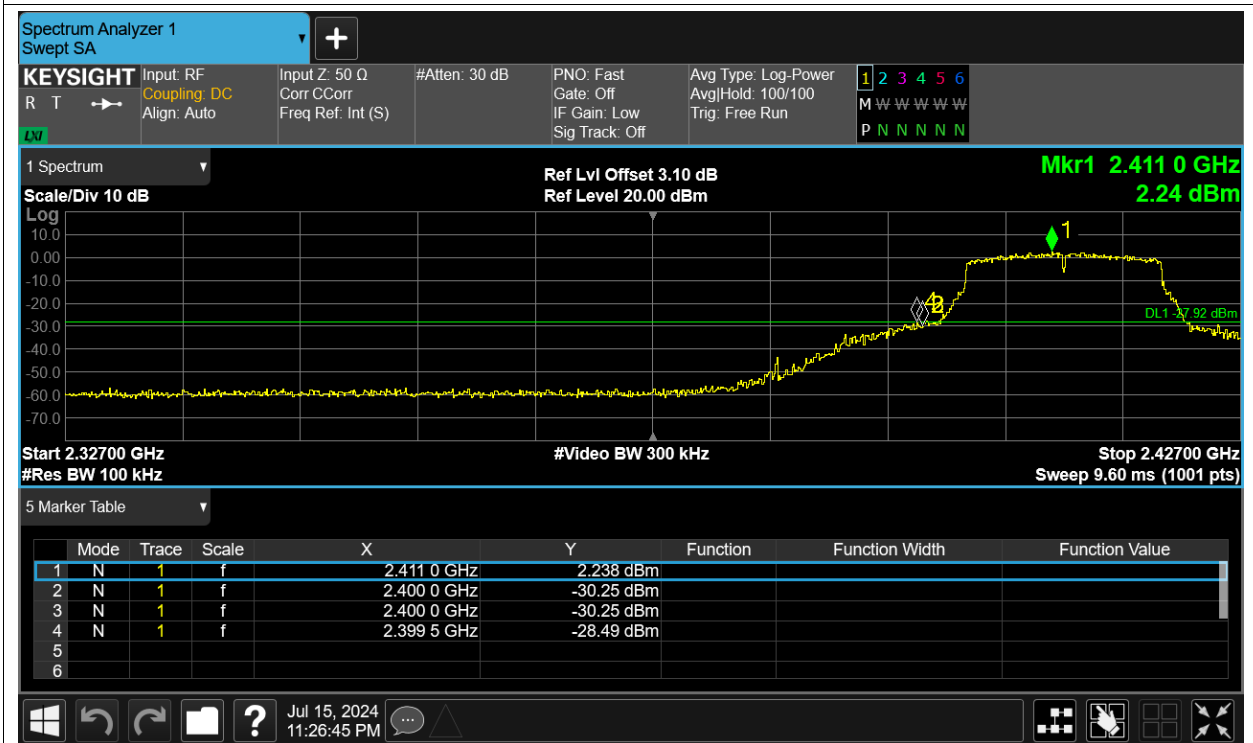 Spectrum Analyzer 1
Swept SA
KEYSIGHT Input: RF Input Z: 50 Ω #Atten: 30 dB PNO: Fast Avg Type: Log-Power 1 2 3 4 5 6
R T Coupling: DC Corr CCorr Gate: Off Avg|Hold: 100/100 M W W W W W
Align: Auto Freq Ref: Int (S) IF Gain: Low Trig: Free Run
LXI Sig Track: Off P N N N N N
1 Spectrum Ref Lvl Offset 3.10 dB Mkr1 2.411 0 GHz
Scale/Div 10 dB Ref Level 20.00 dBm 2.24 dBm
Log
10.0
0.00
-10.0
-20.0
-30.0
-40.0
-50.0
-60.0
-70.0
1
DL1 -27.92 dBm
Start 2.32700 GHz #Video BW 300 kHz Stop 2.42700 GHz
#Res BW 100 kHz Sweep 9.60 ms (1001 pts)
5 Marker Table
Mode Trace Scale X Y Function Function Width Function Value
1 N 1 f 2.411 0 GHz 2.238 dBm
2 N 1 f 2.400 0 GHz -30.25 dBm
3 N 1 f 2.400 0 GHz -30.25 dBm
4 N 1 f 2.399 5 GHz -28.49 dBm
5
6
? Jul 15, 2024
11:26:45 PM